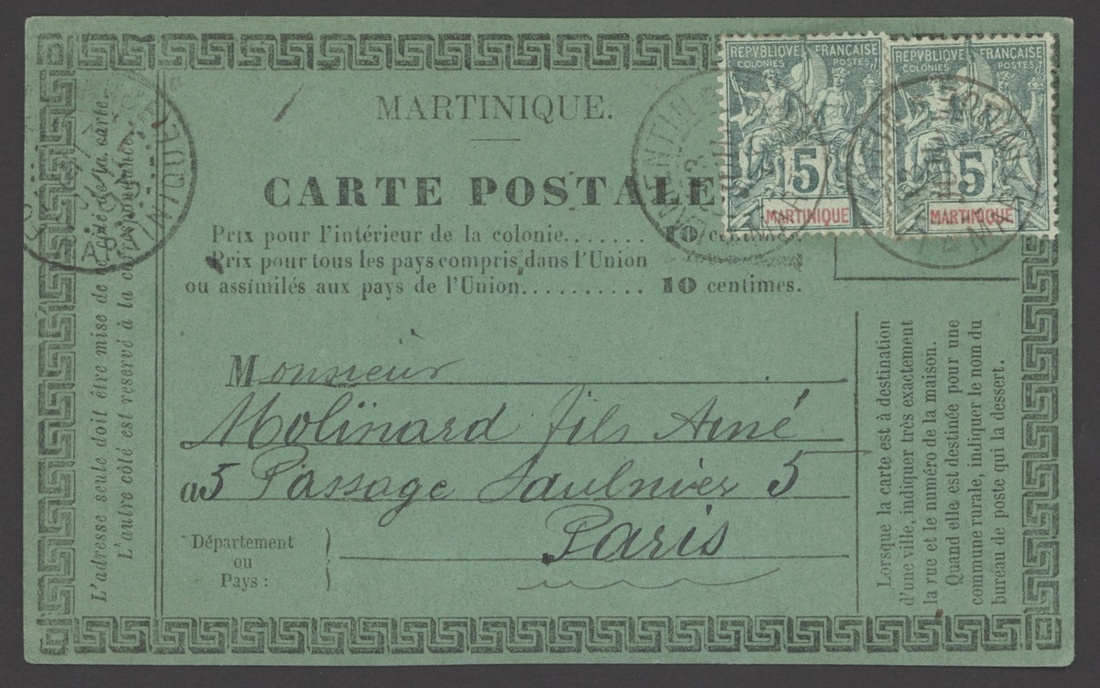 MARTINIQUE.
CARTE POSTALE
Prix pour l'intérieur de la colonie....... 10 centimes.
Prix pour tous les pays compris dans l'Union
ou assimilés aux pays de l'Union.......... 10 centimes.
REPVBLIQVE FRANÇAISE
COLONIES POSTES
5
MARTINIQUE
REPVBLIQVE FRANÇAISE
COLONIES POSTES
5
MARTINIQUE
Monsieur
Molinard fils Ainé
a 5 Passage Saulnier 5
Paris
Département
ou
Pays :
L'adresse seule doit être mise de ce côté de la carte.
L'autre côté est reservé à la correspondance.
Lorsque la carte est à destination
d'une ville, indiquer très exactement
la rue et le numéro de la maison.
Quand elle est destinée pour une
commune rurale, indiquer le nom du
bureau de poste qui la dessert.